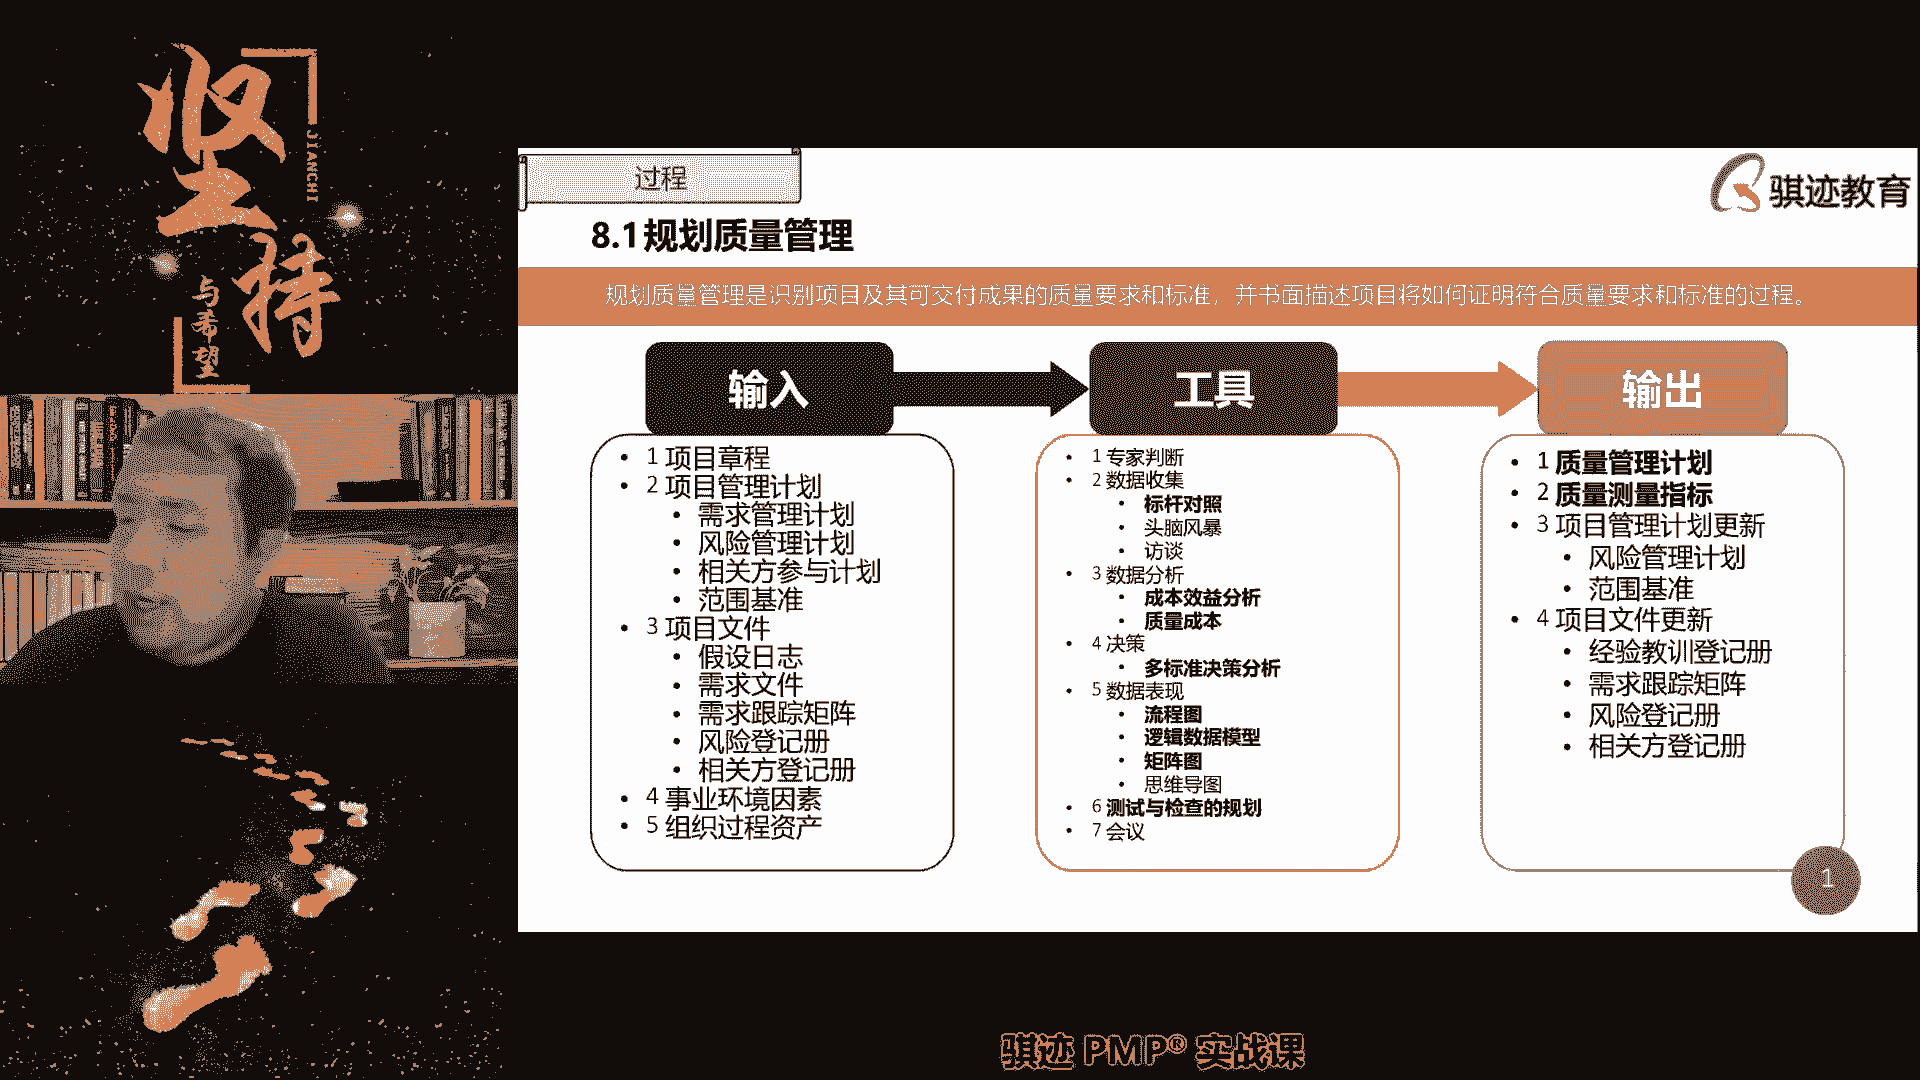 坚持
JIANCHI
与希望
过程
骐迹教育
8.1规划质量管理
规划质量管理是识别项目及其可交付成果的质量要求和标准，并书面描述项目将如何证明符合质量要求和标准的过程。
输入
• 1 项目章程
• 2 项目管理计划
• 需求管理计划
• 风险管理计划
• 相关方参与计划
• 范围基准
• 3 项目文件
• 假设日志
• 需求文件
• 需求跟踪矩阵
• 风险登记册
• 相关方登记册
• 4 事业环境因素
• 5 组织过程资产
工具
• 1 专家判断
• 2 数据收集
• 标杆对照
• 头脑风暴
• 访谈
• 3 数据分析
• 成本效益分析
• 质量成本
• 4 决策
• 多标准决策分析
• 5 数据表现
• 流程图
• 逻辑数据模型
• 矩阵图
• 思维导图
• 6 测试与检查的规划
• 7 会议
输出
• 1 质量管理计划
• 2 质量测量指标
• 3 项目管理计划更新
• 风险管理计划
• 范围基准
• 4 项目文件更新
• 经验教训登记册
• 需求跟踪矩阵
• 风险登记册
• 相关方登记册
1
骐迹 PMP® 实战课